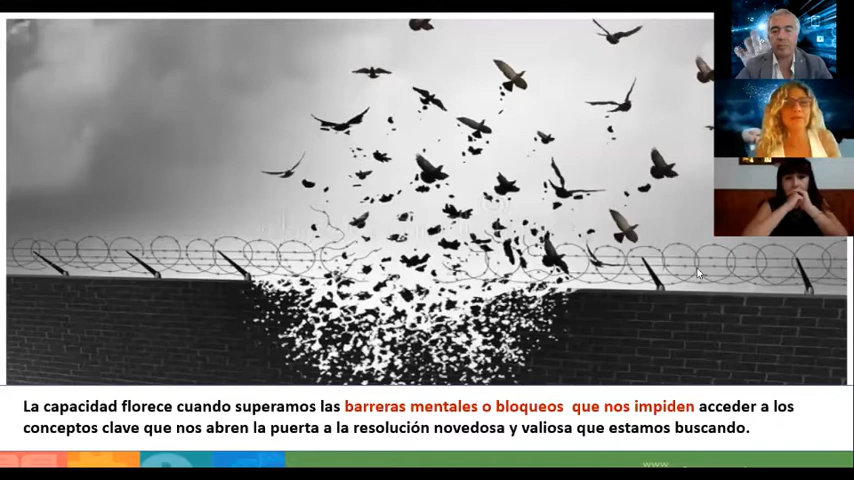 La capacidad florece cuando superamos las barreras mentales o bloqueos que nos impiden acceder a los
conceptos clave que nos abren la puerta a la resolución novedosa y valiosa que estamos buscando.
www